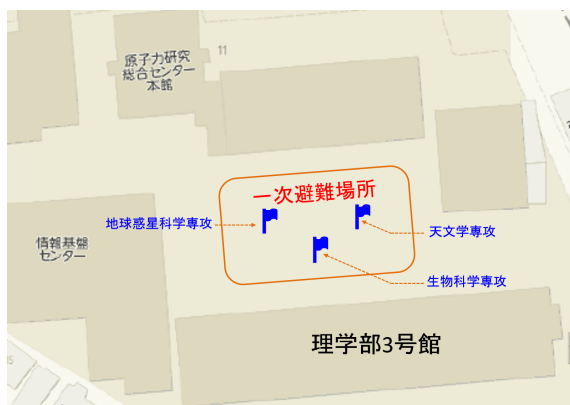 原子力研究
総合センター
本館
11
一次避難場所
地球惑星科学専攻
天文学専攻
情報基盤
センター
生物科学専攻
理学部3号館